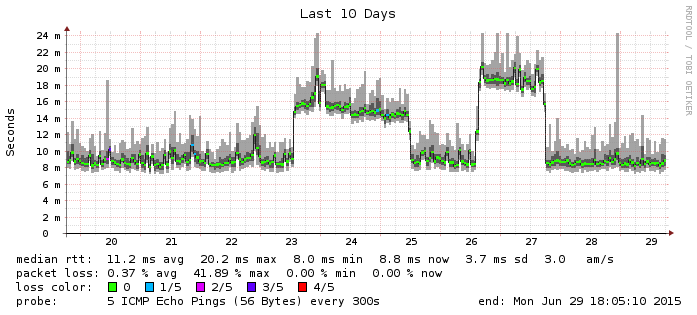 Last 10 Days
RRDTOOL / TOBI OETIKER
Seconds
24 m
22 m
20 m
18 m
16 m
14 m
12 m
10 m
8 m
6 m
4 m
2 m
0
20 21 22 23 24 25 26 27 28 29
median rtt: 11.2 ms avg 20.2 ms max 8.0 ms min 8.8 ms now 3.7 ms sd 3.0 am/s
packet loss: 0.37 % avg 41.89 % max 0.00 % min 0.00 % now
loss color: 0 1/5 2/5 3/5 4/5
probe: 5 ICMP Echo Pings (56 Bytes) every 300s end: Mon Jun 29 18:05:10 2015